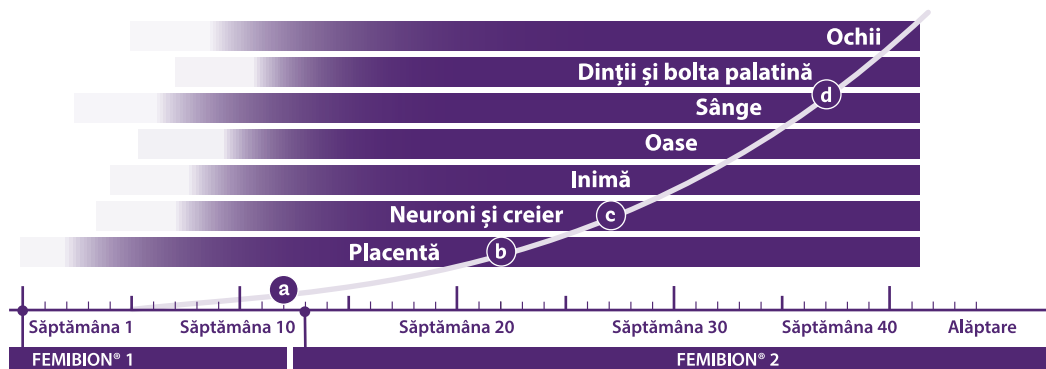 Ochii
Dinții și bolta palatină
d
Sânge
Oase
Inimă
Neuroni și creier
c
Placentă
b
a
Săptămâna 1
Săptămâna 10
Săptămâna 20
Săptămâna 30
Săptămâna 40
Alăptare
FEMIBION® 1
FEMIBION® 2